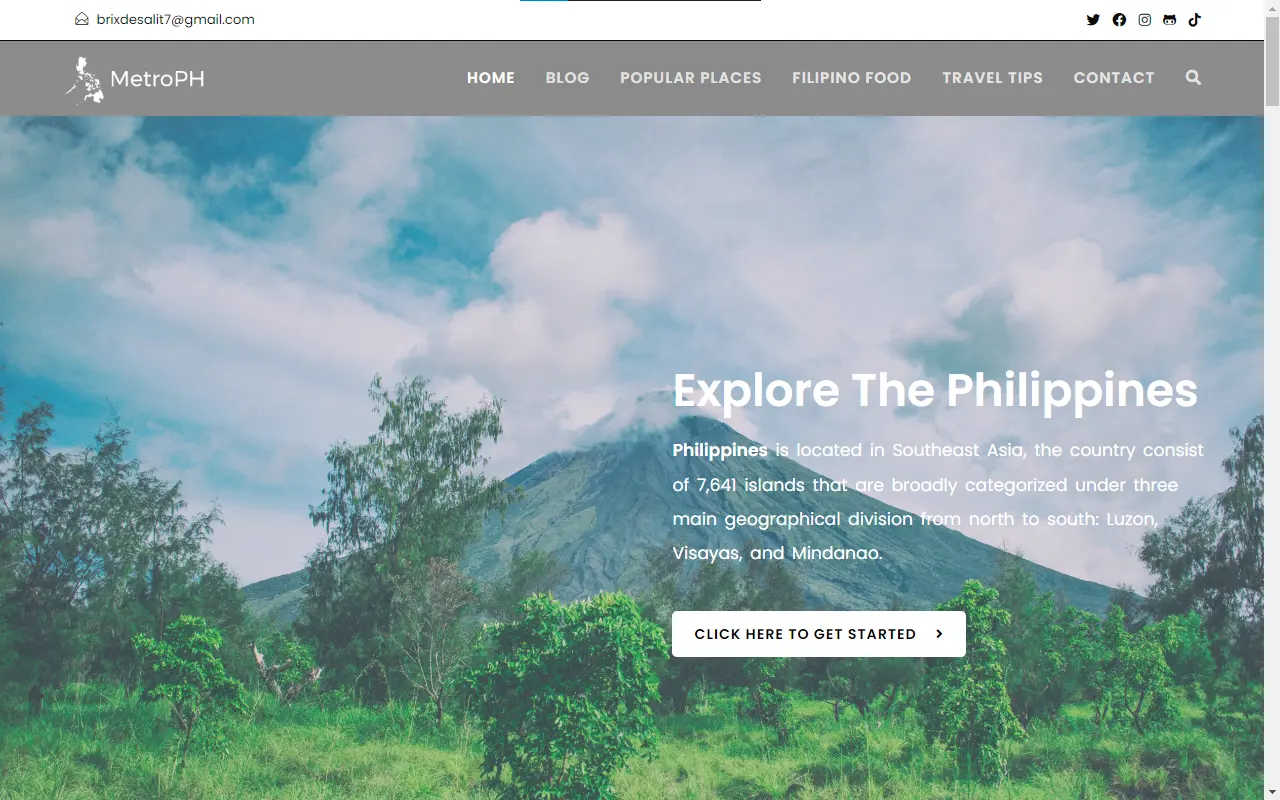 brixdesalit7@gmail.com
MetroPH
HOME BLOG POPULAR PLACES FILIPINO FOOD TRAVEL TIPS CONTACT
Explore The Philippines
Philippines is located in Southeast Asia, the country consist
of 7,641 islands that are broadly categorized under three
main geographical division from north to south: Luzon,
Visayas, and Mindanao.
CLICK HERE TO GET STARTED